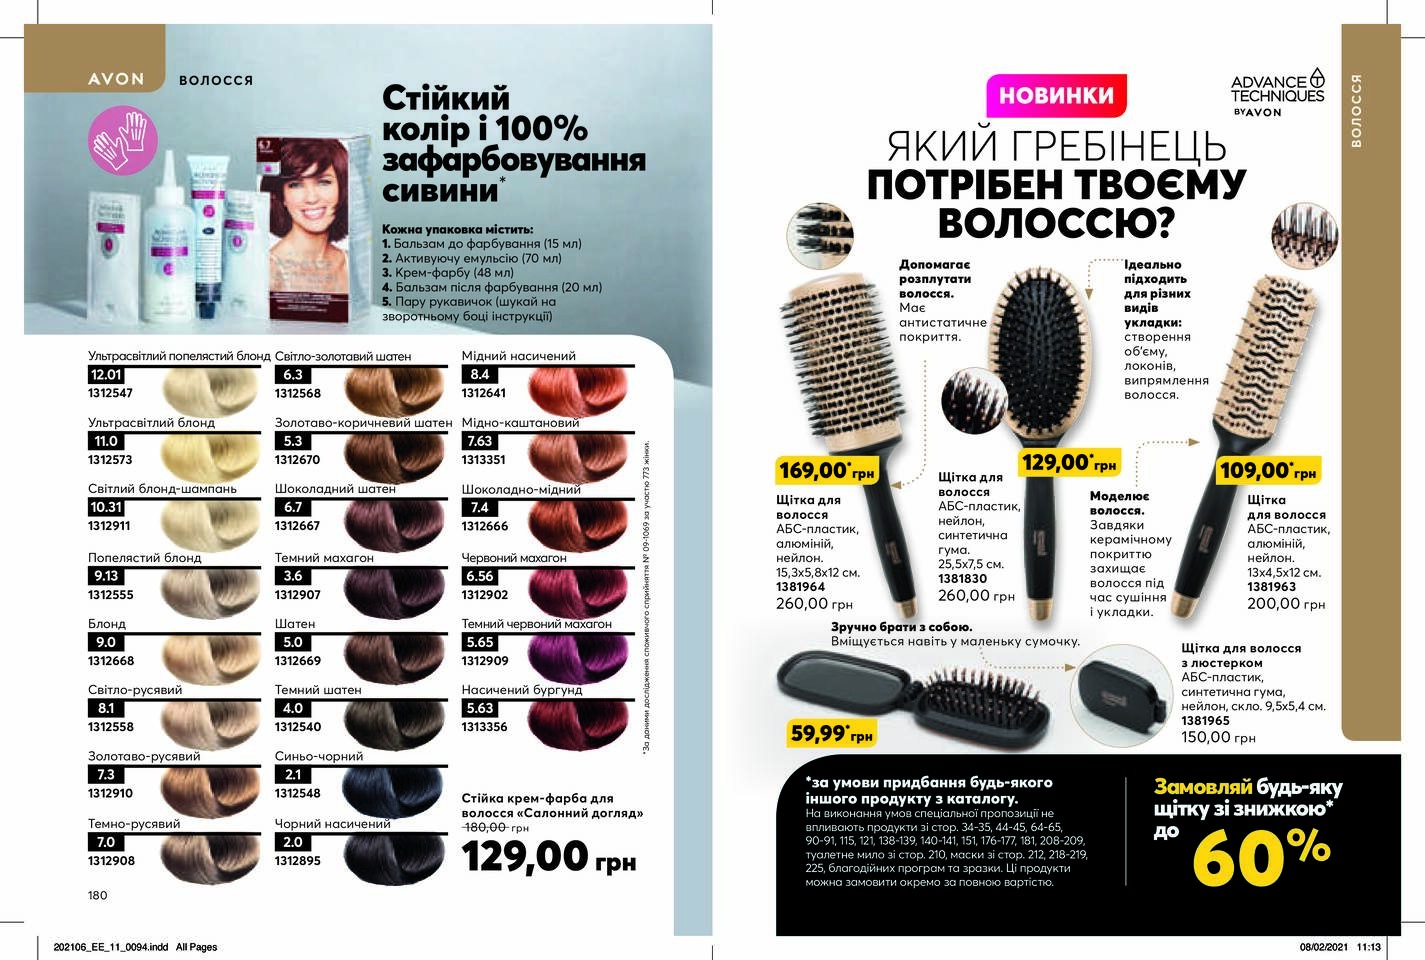 AVON
ВОЛОССЯ
Стійкий
колір і 100%
зафарбовування
сивини*
Кожна упаковка містить:
1. Бальзам до фарбування (15 мл)
2. Активуючу емульсію (70 мл)
3. Крем-фарбу (48 мл)
4. Бальзам після фарбування (20 мл)
5. Пару рукавичок (шукай на
зворотньому боці інструкції)
Ультрасвітлий попелястий блонд
12.01
1312547
Ультрасвітлий блонд
11.0
1312573
Світлий блонд-шампань
10.31
1312911
Попелястий блонд
9.13
1312555
Блонд
9.0
1312668
Світло-русявий
8.1
1312558
Золотаво-русявий
7.3
1312910
Темно-русявий
7.0
1312908
Світло-золотавий шатен
6.3
1312568
Золотаво-коричневий шатен
5.3
1312670
Шоколадний шатен
6.7
1312667
Темний махагон
3.6
1312907
Шатен
5.0
1312669
Темний шатен
4.0
1312540
Синьо-чорний
2.1
1312548
Чорний насичений
2.0
1312895
Мідний насичений
8.4
1312641
Мідно-каштановий
7.63
1313351
Шоколадно-мідний
7.4
1312666
Червоний махагон
6.56
1312902
Темний червоний махагон
5.65
1312909
Насичений бургунд
5.63
1313356
Стійка крем-фарба для
волосся «Салонний догляд»
180,00 грн
129,00 грн
*За даними дослідження споживчого сприйняття № 09-1069 за участю 773 жінки.
180
НОВИНКИ
ADVANCE
TECHNIQUES
BY AVON
ВОЛОССЯ
ЯКИЙ ГРЕБІНЕЦЬ
ПОТРІБЕН ТВОЄМУ
ВОЛОССЮ?
Допомагає
розплутати
волосся.
Має
антистатичне
покриття.
Ідеально
підходить
для різних
видів
укладки:
створення
об'єму,
локонів,
випрямлення
волосся.
169,00* грн
Щітка для
волосся
АБС-пластик,
алюміній,
нейлон.
15,3х5,8х12 см.
1381964
260,00 грн
129,00* грн
Щітка для
волосся
АБС-пластик,
нейлон,
синтетична
гума.
25,5х7,5 см.
1381830
260,00 грн
Моделює
волосся.
Завдяки
керамічному
покриттю
захищає
волосся під
час сушіння
і укладки.
109,00* грн
Щітка
для волосся
АБС-пластик,
алюміній,
нейлон.
13х4,5х12 см.
1381963
200,00 грн
Зручно брати з собою.
Вміщується навіть у маленьку сумочку.
59,99* грн
Щітка для волосся
з люстерком
АБС-пластик,
синтетична гума,
нейлон, скло. 9,5х5,4 см.
1381965
150,00 грн
*за умови придбання будь-якого
іншого продукту з каталогу.
На виконання умов спеціальної пропозиції не
впливають продукти зі стор. 34-35, 44-45, 64-65,
90-91, 115, 121, 138-139, 140-141, 151, 176-177, 181, 208-209,
туалетне мило зі стор. 210, маски зі стор. 212, 218-219,
225, благодійних програм та зразки. Ці продукти
можна замовити окремо за повною вартістю.
Замовляй будь-яку
щітку зі знижкою*
до
60%
202106_EE_11_0094.indd All Pages
08/02/2021 11:13